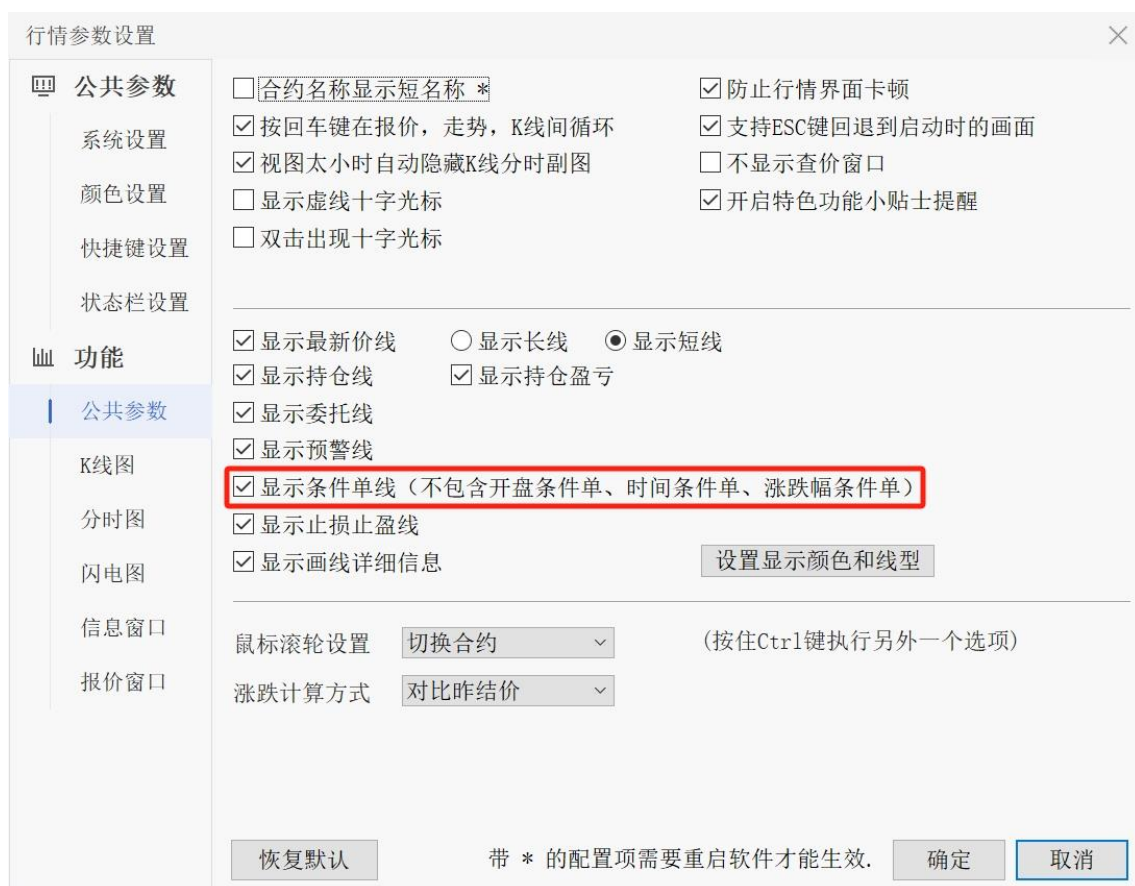 行情参数设置
公共参数
系统设置
颜色设置
快捷键设置
状态栏设置
功能
公共参数
K线图
分时图
闪电图
信息窗口
报价窗口
合约名称显示短名称 *
防止行情界面卡顿
按回车键在报价，走势，K线间循环
支持ESC键回退到启动时的画面
视图太小时自动隐藏K线分时副图
不显示查价窗口
显示虚线十字光标
开启特色功能小贴士提醒
双击出现十字光标
显示最新价线 显示长线 显示短线
显示持仓线 显示持仓盈亏
显示委托线
显示预警线
显示条件单线（不包含开盘条件单、时间条件单、涨跌幅条件单）
显示止损止盈线
显示画线详细信息 设置显示颜色和线型
鼠标滚轮设置 切换合约 (按住Ctrl键执行另外一个选项)
涨跌计算方式 对比昨结价
恢复默认 带 * 的配置项需要重启软件才能生效. 确定 取消